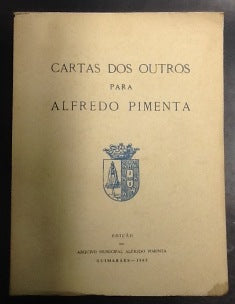 CARTAS DOS OUTROS
PARA
ALFREDO PIMENTA
EDIÇÃO
DO
ARQUIVO MUNICIPAL ALFREDO PIMENTA
GUIMARÃES —